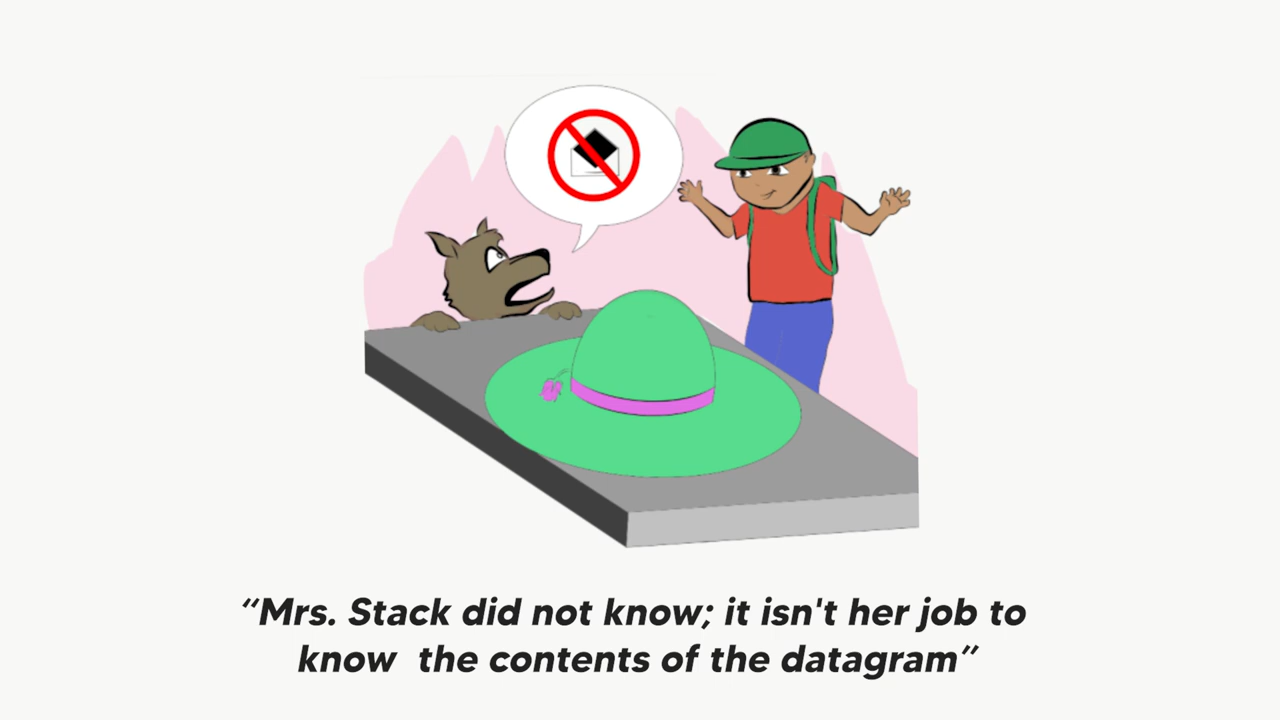 “Mrs. Stack did not know; it isn't her job to
know  the contents of the datagram”